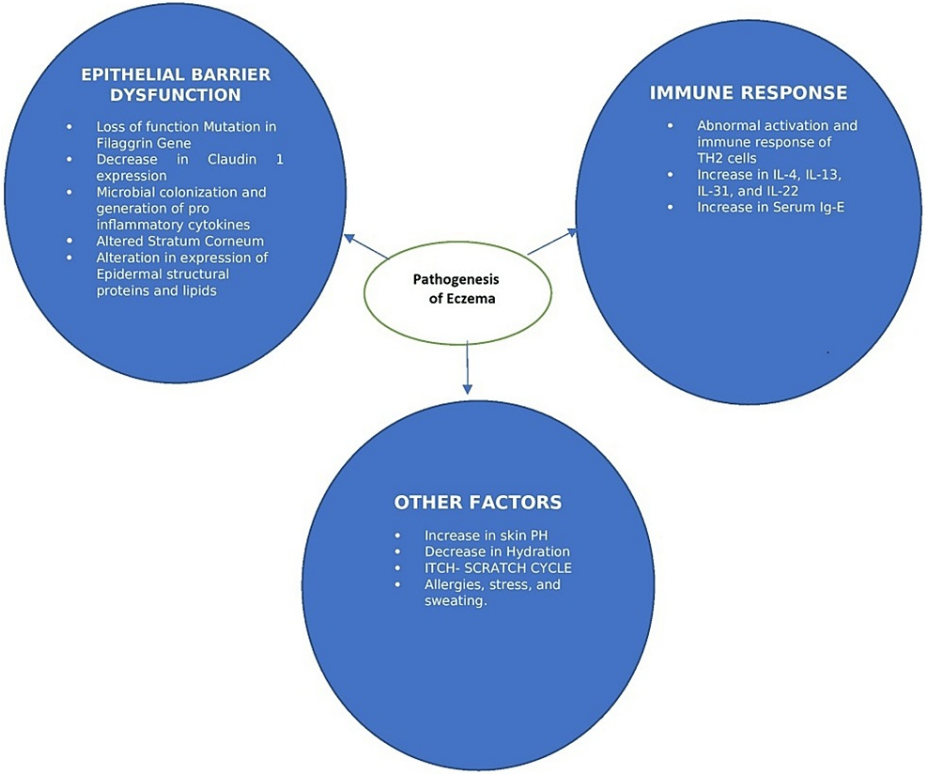 EPITHELIAL BARRIER
DYSFUNCTION
• Loss of function Mutation in
Filaggrin Gene
• Decrease in Claudin 1
expression
• Microbial colonization and
generation of pro
inflammatory cytokines
• Altered Stratum Corneum
• Alteration in expression of
Epidermal structural
proteins and lipids
IMMUNE RESPONSE
• Abnormal activation and
immune response of
TH2 cells
• Increase in IL-4, IL-13,
IL-31, and IL-22
• Increase in Serum Ig-E
Pathogenesis
of Eczema
OTHER FACTORS
• Increase in skin PH
• Decrease in Hydration
• ITCH- SCRATCH CYCLE
• Allergies, stress, and
sweating.